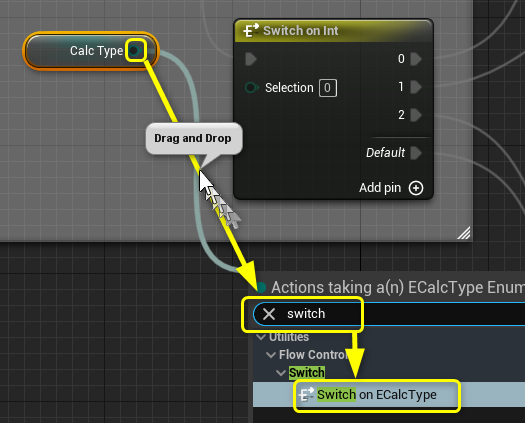 Switch on Int
Calc Type
0
Selection 0
1
2
Drag and Drop
Default
Add pin
Actions taking a(n) ECalcType Enum
switch
Utilities
Flow Control
Switch
Switch on ECalcType